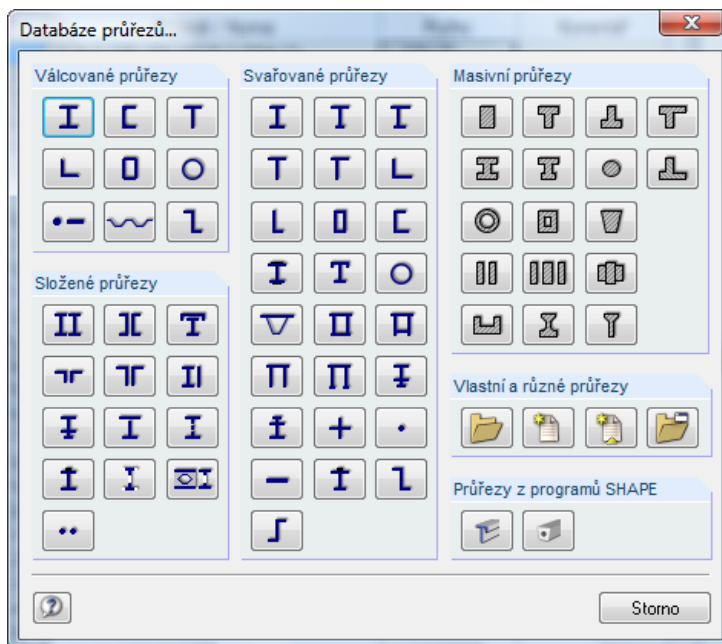 Databáze průřezů...
Válcované průřezy
Svařované průřezy
Masivní průřezy
Složené průřezy
Vlastní a různé průřezy
Průřezy z programů SHAPE
Storno